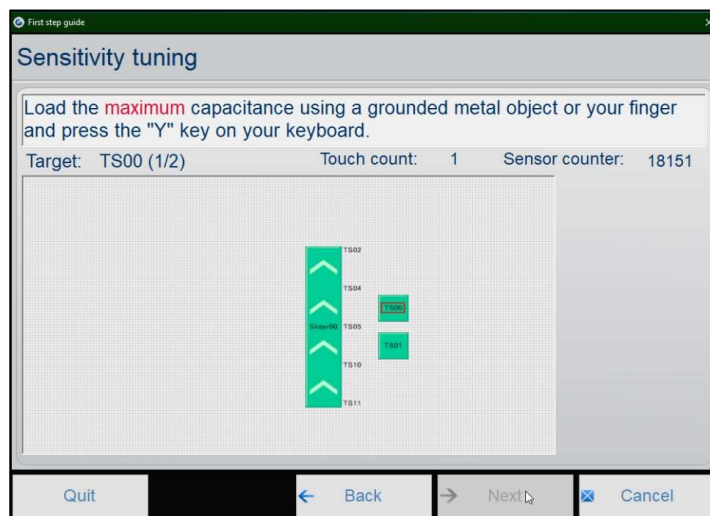 First step guide
Sensitivity tuning
Load the maximum capacitance using a grounded metal object or your finger
and press the "Y" key on your keyboard.
Target: TS00 (1/2) Touch count: 1 Sensor counter: 18151
TS02
TS04
TS00
Slider00 TS05
TS01
TS10
TS11
Quit Back Next Cancel